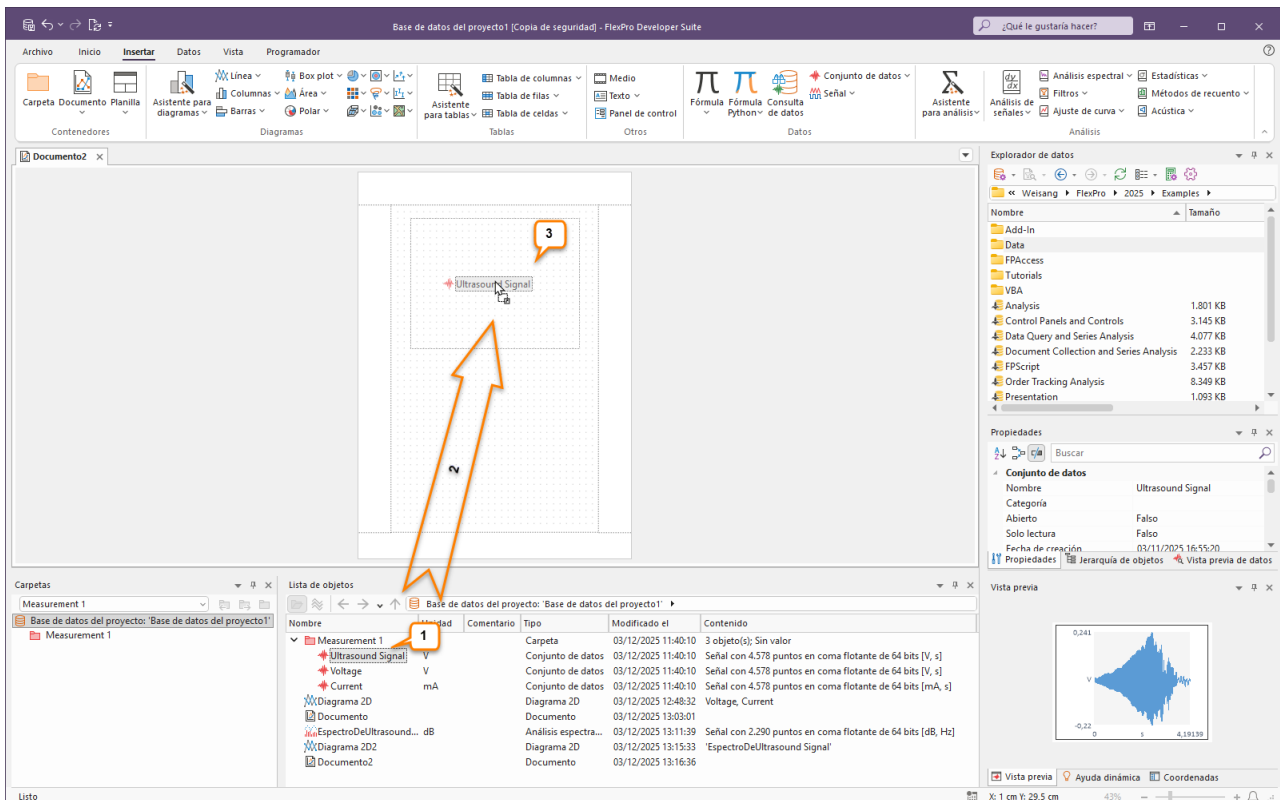 Base de datos del proyecto1 [Copia de seguridad] - FlexPro Developer Suite
¿Qué le gustaría hacer?
Archivo Inicio Insertar Datos Vista Programador
Carpeta Documento Planilla
Contenedores
Asistente para diagramas
Línea
Columnas
Barras
Box plot
Área
Polar
Diagramas
Asistente para tablas
Tabla de columnas
Tabla de filas
Tabla de celdas
Tablas
Medio
Texto
Panel de control
Otros
Fórmula
Fórmula Python
Consulta de datos
Conjunto de datos
Señal
Datos
Asistente para análisis
dy
dx
Análisis de señales
Análisis espectral
Filtros
Ajuste de curva
Estadísticas
Métodos de recuento
Acústica
Análisis
Documento2
3
Ultrasound Signal
2
Explorador de datos
« Weisang FlexPro 2025 Examples
Nombre Tamaño
Add-In
Data
FPAccess
Tutorials
VBA
Analysis 1.801 KB
Control Panels and Controls 3.145 KB
Data Query and Series Analysis 4.077 KB
Document Collection and Series Analysis 2.233 KB
FPScript 3.457 KB
Order Tracking Analysis 8.349 KB
Presentation 1.093 KB
Propiedades
Buscar
Conjunto de datos
Nombre Ultrasound Signal
Categoría
Abierto Falso
Solo lectura Falso
Fecha de creación 03/11/2025 16:55:20
Propiedades Jerarquía de objetos Vista previa de datos
Carpetas
Measurement 1
Base de datos del proyecto: 'Base de datos del proyecto1'
Measurement 1
Lista de objetos
Base de datos del proyecto: 'Base de datos del proyecto1'
Nombre Unidad Comentario Tipo Modificado el Contenido
1
Measurement 1 Carpeta 03/12/2025 11:40:10 3 objeto(s); Sin valor
Ultrasound Signal V Conjunto de datos 03/12/2025 11:40:10 Señal con 4.578 puntos en coma flotante de 64 bits [V, s]
Voltage V Conjunto de datos 03/12/2025 11:40:10 Señal con 4.578 puntos en coma flotante de 64 bits [V, s]
Current mA Conjunto de datos 03/12/2025 11:40:10 Señal con 4.578 puntos en coma flotante de 64 bits [mA, s]
Diagrama 2D Diagrama 2D 03/12/2025 12:48:32 Voltage, Current
Documento Documento 03/12/2025 13:03:01
EspectroDeUltrasound... dB Análisis espectra... 03/12/2025 13:11:39 Señal con 2.290 puntos en coma flotante de 64 bits [dB, Hz]
Diagrama 2D2 Diagrama 2D 03/12/2025 13:15:33 'EspectroDeUltrasound Signal'
Documento2 Documento 03/12/2025 13:16:36
Vista previa
0,241
V
-0,22
0 s 4,19139
Vista previa Ayuda dinámica Coordenadas
Listo
X: 1 cm Y: 29.5 cm 43%